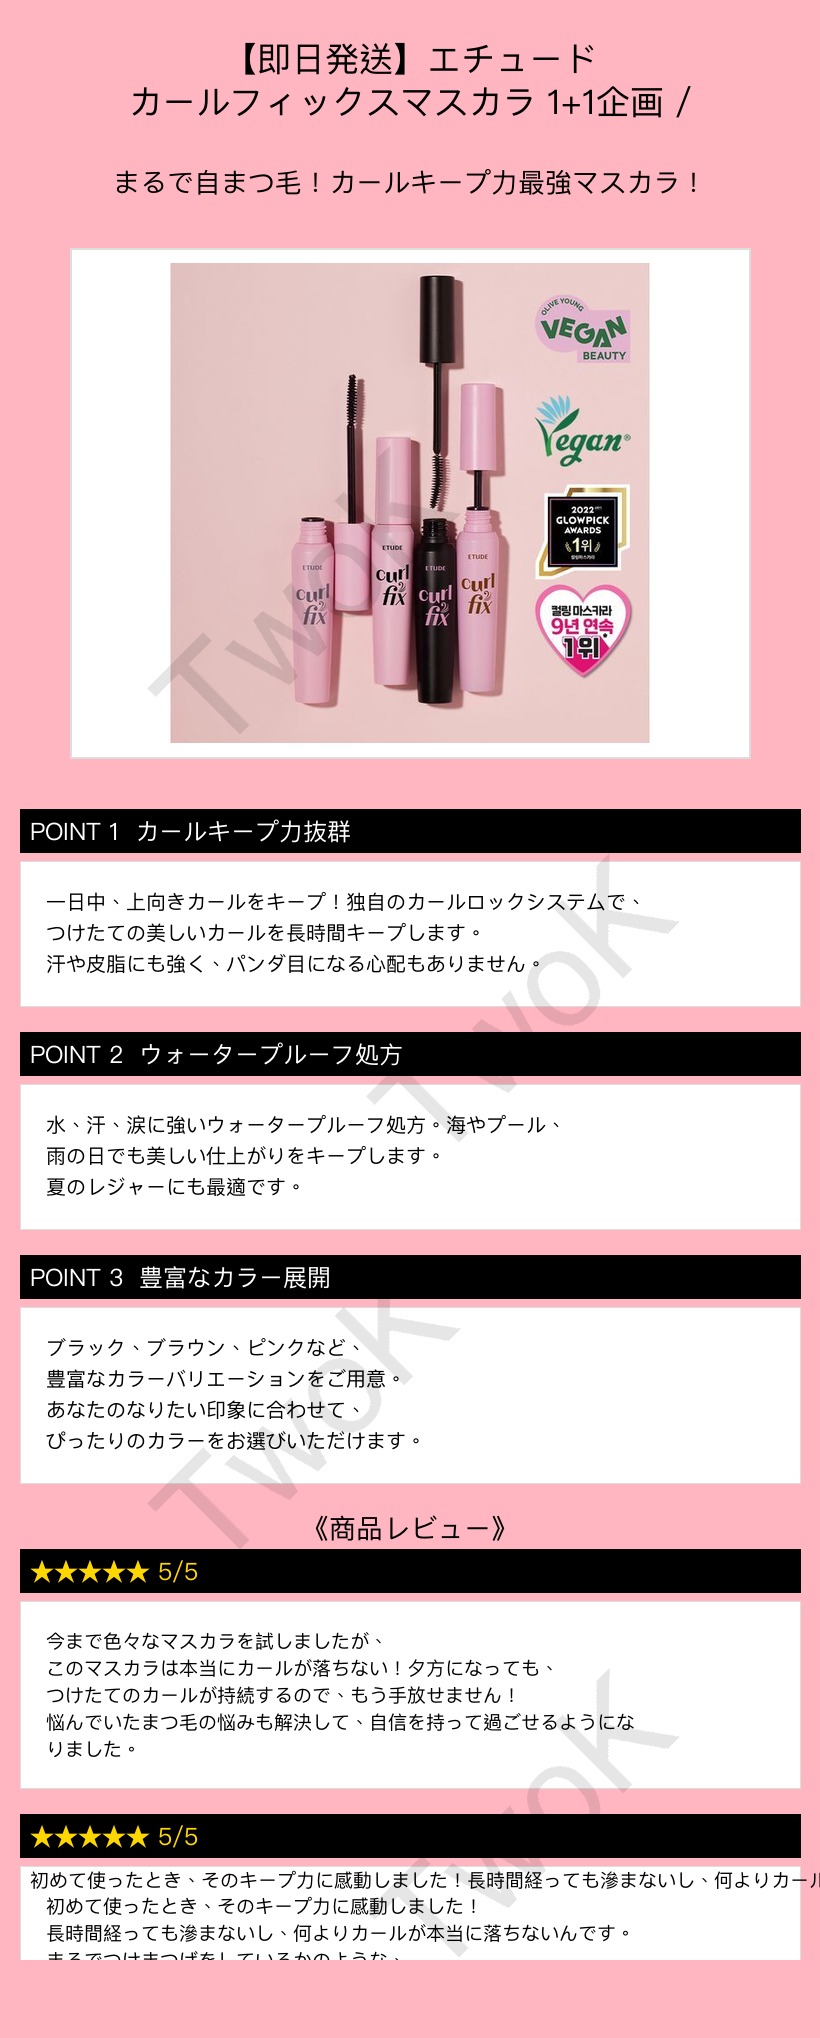 【即日発送】エチュード
カールフィックスマスカラ 1+1企画 /
まるで自まつ毛！カールキープ力最強マスカラ！
OLIVE YOUNG
VEGAN
BEAUTY
Vegan®
2022
GLOWPICK
AWARDS
1위
컬링마스카라
9년 연속
1위
ETUDE
curl
fix
ETUDE
curl
fix
ETUDE
curl
fix
ETUDE
curl
fix
TwoK
POINT 1 カールキープ力抜群
一日中、上向きカールをキープ！独自のカールロックシステムで、
つけたての美しいカールを長時間キープします。
汗や皮脂にも強く、パンダ目になる心配もありません。
TwoK
POINT 2 ウォータープルーフ処方
水、汗、涙に強いウォータープルーフ処方。海やプール、
雨の日でも美しい仕上がりをキープします。
夏のレジャーにも最適です。
POINT 3 豊富なカラー展開
ブラック、ブラウン、ピンクなど、
豊富なカラーバリエーションをご用意。
あなたのなりたい印象に合わせて、
ぴったりのカラーをお選びいただけます。
TwoK
《商品レビュー》
★★★★★ 5/5
今まで色々なマスカラを試しましたが、
このマスカラは本当にカールが落ちない！夕方になっても、
つけたてのカールが持続するので、もう手放せません！
悩んでいたまつ毛の悩みも解決して、自信を持って過ごせるようにな
りました。
TwoK
★★★★★ 5/5
初めて使ったとき、そのキープ力に感動しました！長時間経っても滲まないし、何よりカール
初めて使ったとき、そのキープ力に感動しました！
長時間経っても滲まないし、何よりカールが本当に落ちないんです。
まるでつけまつげをしているかのような、